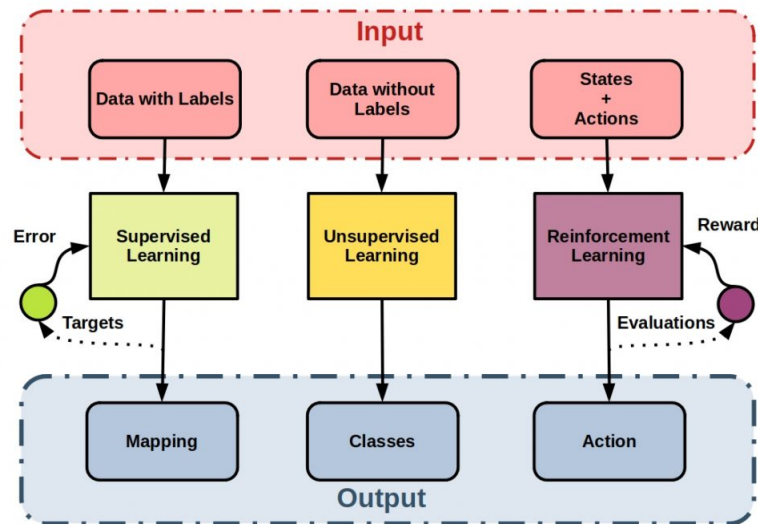 Input
Data with Labels
Data without
Labels
States
+
Actions
Error
Supervised
Learning
Unsupervised
Learning
Reinforcement
Learning
Reward
Targets
Evaluations
Mapping
Classes
Action
Output